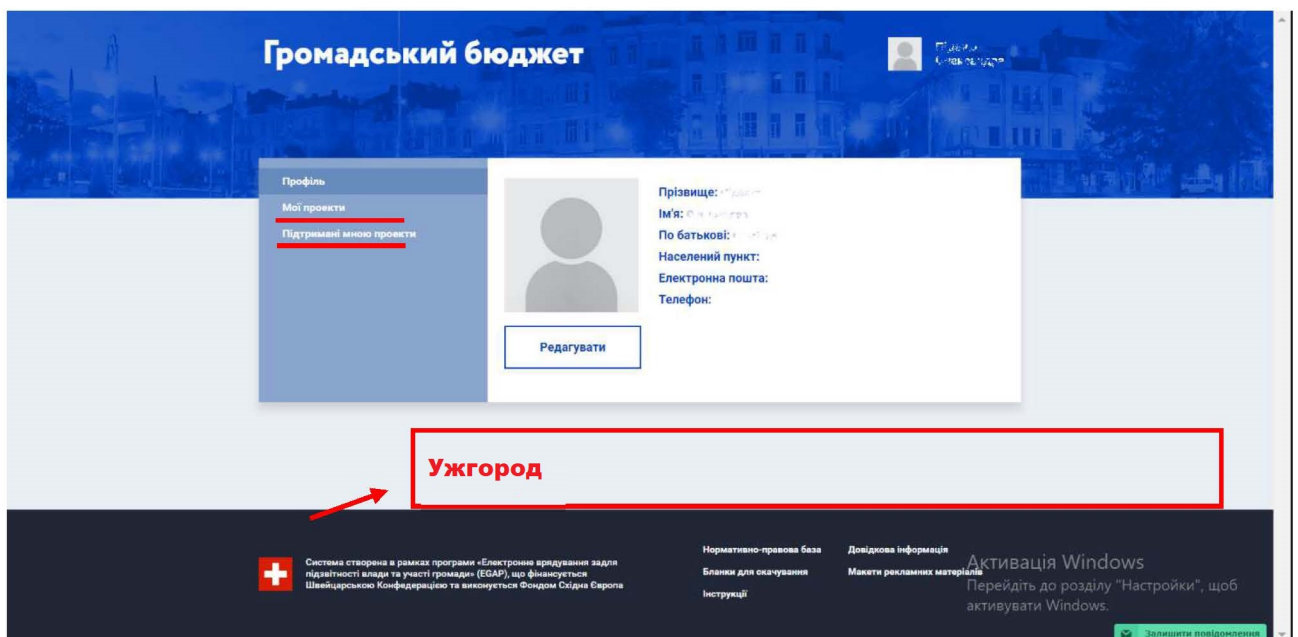 Громадський бюджет
Профіль
Мої проекти
Підтримані мною проекти
Прізвище:
Ім'я:
По батькові:
Населений пункт:
Електронна пошта:
Телефон:
Редагувати
Ужгород
Система створена в рамках програми «Електронне врядування задля
підзвітності влади та участі громади» (EGAP), що фінансується
Швейцарською Конфедерацією та виконується Фондом Східна Європа
Нормативно-правова база
Бланки для скачування
Інструкції
Довідкова інформація
Макети рекламних матеріалів
Активація Windows
Перейдіть до розділу "Настройки", щоб
активувати Windows.
Залишити повідомлення